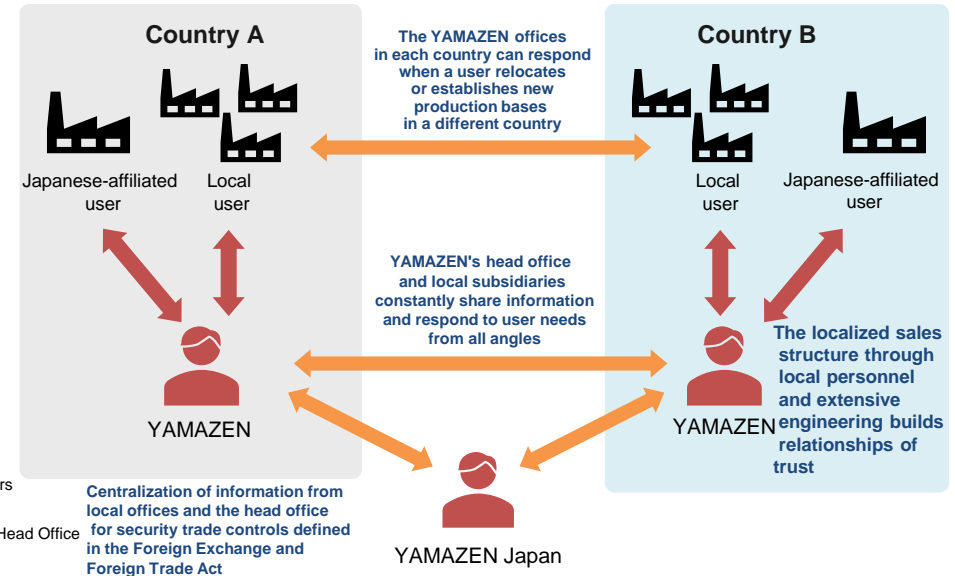 Country A
The YAMAZEN offices
in each country can respond
when a user relocates
or establishes new
production bases
in a different country
Country B
Japanese-affiliated
user
Local
user
Local
user
Japanese-affiliated
user
YAMAZEN's head office
and local subsidiaries
constantly share information
and respond to user needs
from all angles
The localized sales
structure through
local personnel
and extensive
engineering builds
relationships of
trust
YAMAZEN
YAMAZEN
rs
Head Office
Centralization of information from
local offices and the head office
for security trade controls defined
in the Foreign Exchange and
Foreign Trade Act
YAMAZEN Japan